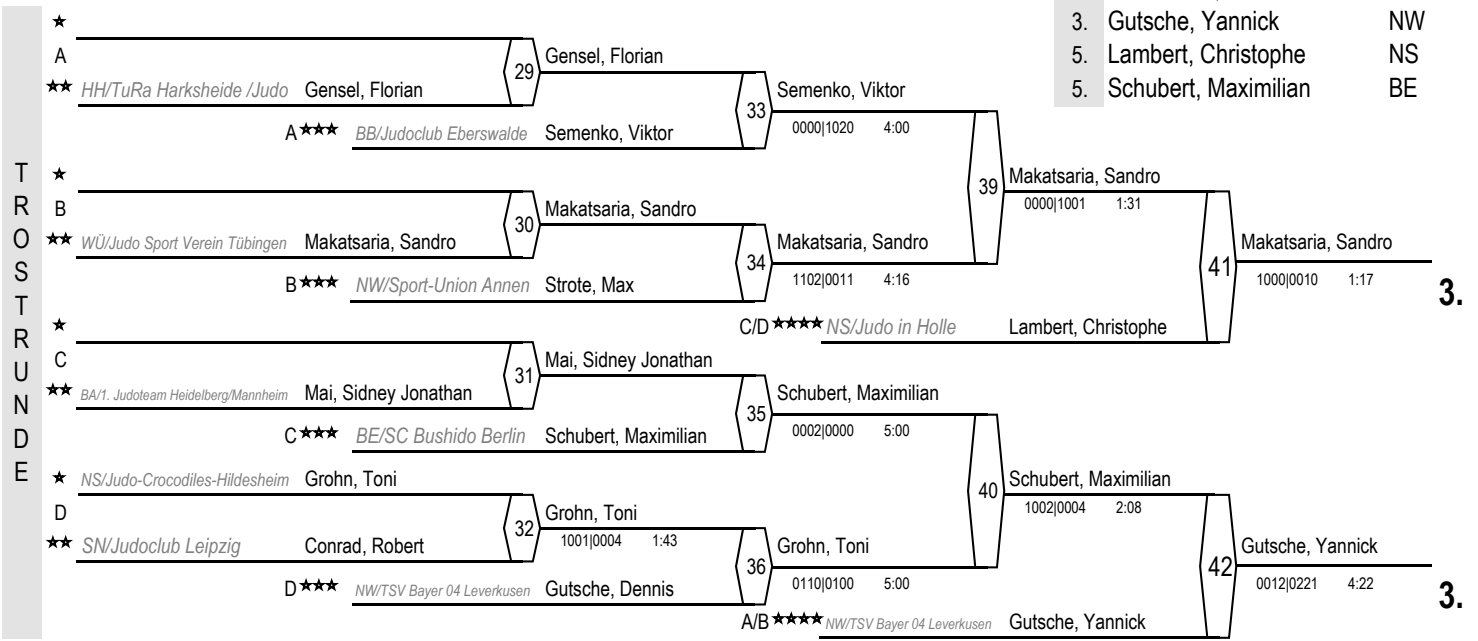 3. Gutsche, Yannick NW
5. Lambert, Christophe NS
5. Schubert, Maximilian BE
TROSTRUNDE
★
A
★★ HH/TuRa Harksheide /Judo Gensel, Florian
29
Gensel, Florian
A★★★ BB/Judoclub Eberswalde Semenko, Viktor
33
Semenko, Viktor
0000|1020 4:00
★
B
★★ WÜ/Judo Sport Verein Tübingen Makatsaria, Sandro
30
Makatsaria, Sandro
B★★★ NW/Sport-Union Annen Strote, Max
34
Makatsaria, Sandro
1102|0011 4:16
39
Makatsaria, Sandro
0000|1001 1:31
C/D★★★★ NS/Judo in Holle Lambert, Christophe
41
Makatsaria, Sandro
1000|0010 1:17
3.
★
C
★★ BA/1. Judoteam Heidelberg/Mannheim Mai, Sidney Jonathan
31
Mai, Sidney Jonathan
C★★★ BE/SC Bushido Berlin Schubert, Maximilian
35
Schubert, Maximilian
0002|0000 5:00
★ NS/Judo-Crocodiles-Hildesheim Grohn, Toni
D
★★ SN/Judoclub Leipzig Conrad, Robert
32
Grohn, Toni
1001|0004 1:43
D★★★ NW/TSV Bayer 04 Leverkusen Gutsche, Dennis
36
Grohn, Toni
0110|0100 5:00
40
Schubert, Maximilian
1002|0004 2:08
A/B★★★★ NW/TSV Bayer 04 Leverkusen Gutsche, Yannick
42
Gutsche, Yannick
0012|0221 4:22
3.